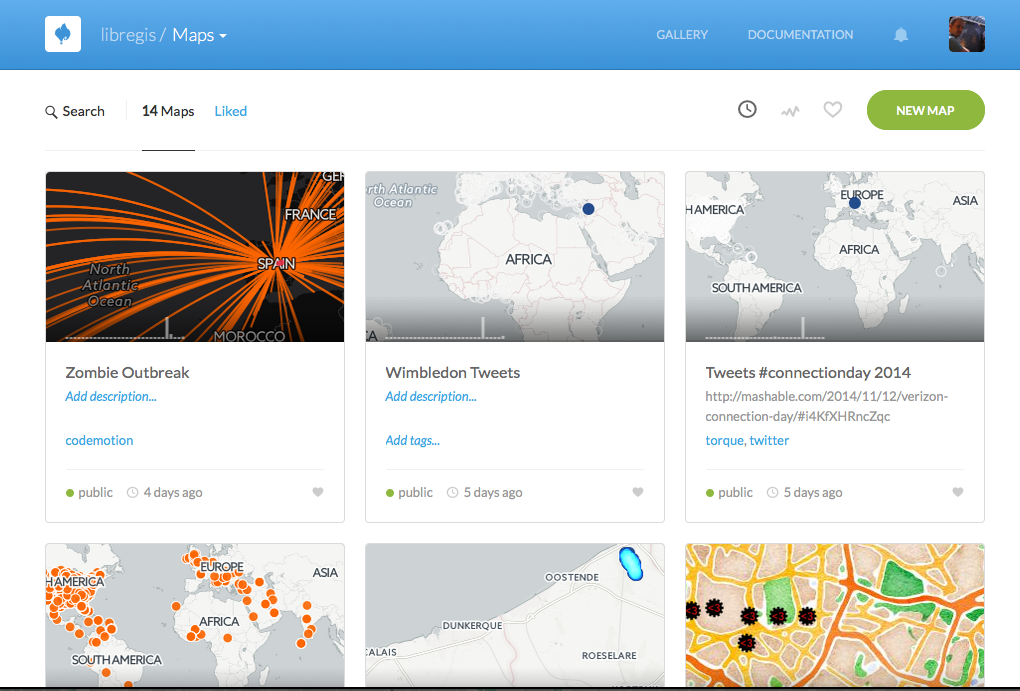 libregis / Maps
GALLERY
DOCUMENTATION
Search
14 Maps
Liked
NEW MAP
GER
FRANCE
SPAIN
North
Atlantic
Ocean
MOROCCO
rth Atlantic
Ocean
AFRICA
CA
H AMERICA
EUROPE
ASIA
AFRICA
SOUTH AMERICA
Zombie Outbreak
Add description...
codemotion
public
4 days ago
Wimbledon Tweets
Add description...
Add tags...
public
5 days ago
Tweets #connectionday 2014
http://mashable.com/2014/11/12/verizon-
connection-day/#i4KfXHRncZqc
torque, twitter
public
5 days ago
H AMERICA
EUROPE
ASIA
AFRICA
SOUTH AMERICA
OOSTENDE
DUNKERQUE
CALAIS
ROESELARE